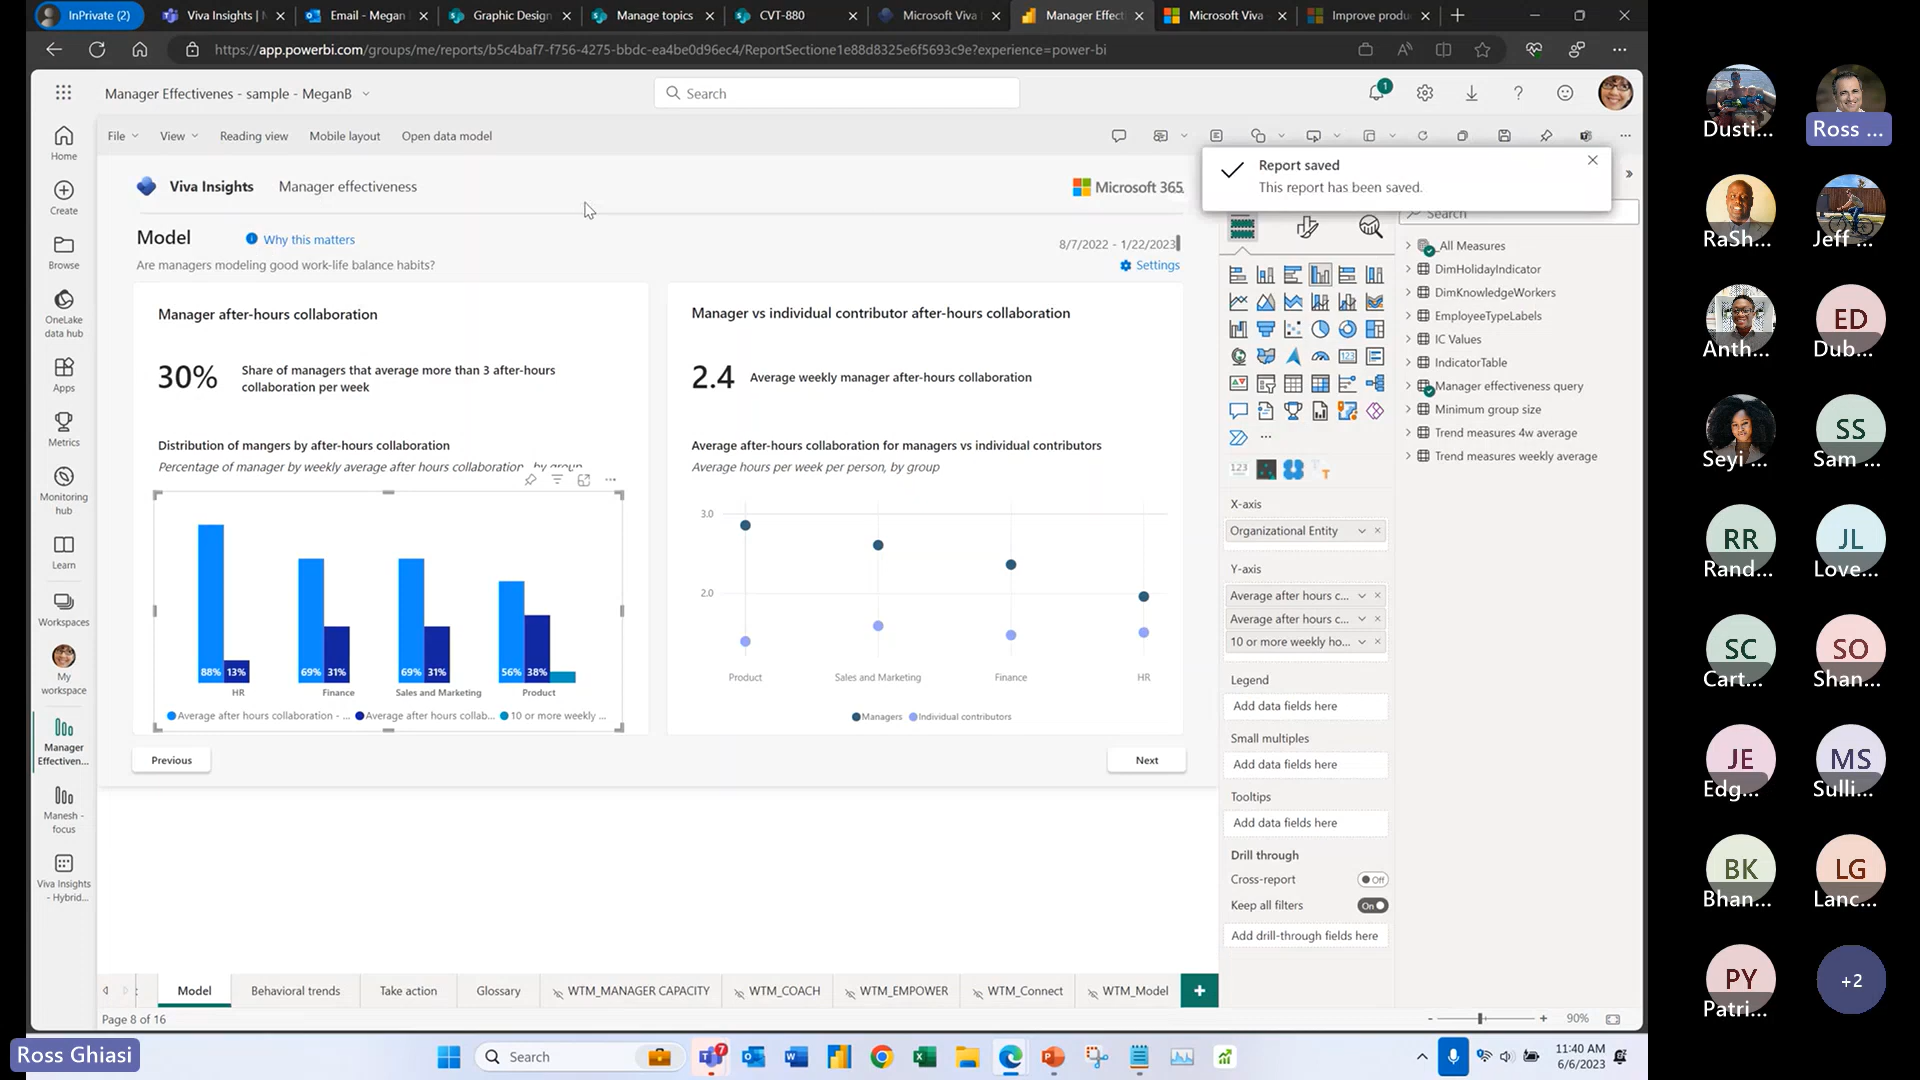 InPrivate (2)
Viva Insights |
Email - Megan
Graphic Design
Manage topics
CVT-880
Microsoft Viva
Manager Effect
Microsoft Viva
Improve produ
https://app.powerbi.com/groups/me/reports/b5c4baf7-f756-4275-bbdc-ea4be0d96ec4/ReportSectione1e88d8325e6f5693c9e?experience=power-bi
Manager Effectivenes - sample - MeganB
Search
1
File
View
Reading view
Mobile layout
Open data model
Report saved
This report has been saved.
Home
Create
Browse
OneLake data hub
Apps
Metrics
Monitoring hub
Learn
Workspaces
My workspace
Manager Effectiven...
Manesh - focus
Viva Insights - Hybrid...
Viva Insights
Manager effectiveness
Microsoft 365
Model
Why this matters
8/7/2022 - 1/22/2023
Are managers modeling good work-life balance habits?
Settings
Manager after-hours collaboration
30%
Share of managers that average more than 3 after-hours
collaboration per week
Distribution of mangers by after-hours collaboration
Percentage of manager by weekly average after hours collaboration, by group
88% 13%
69% 31%
69% 31%
56% 38%
HR
Finance
Sales and Marketing
Product
Average after hours collaboration - ...
Average after hours collab...
10 or more weekly ...
Manager vs individual contributor after-hours collaboration
2.4
Average weekly manager after-hours collaboration
Average after-hours collaboration for managers vs individual contributors
Average hours per week per person, by group
3.0
2.0
Product
Sales and Marketing
Finance
HR
Managers
Individual contributors
Previous
Next
X-axis
Organizational Entity
Y-axis
Average after hours c...
Average after hours c...
10 or more weekly ho...
Legend
Add data fields here
Small multiples
Add data fields here
Tooltips
Add data fields here
Drill through
Cross-report
Off
Keep all filters
On
Add drill-through fields here
Search
_All Measures
DimHolidayIndicator
DimKnowledgeWorkers
EmployeeTypeLabels
IC Values
IndicatorTable
Manager effectiveness query
Minimum group size
Trend measures 4w average
Trend measures weekly average
Model
Behavioral trends
Take action
Glossary
WTM_MANAGER CAPACITY
WTM_COACH
WTM_EMPOWER
WTM_Connect
WTM_Model
Page 8 of 16
90%
Ross Ghiasi
Search
7
11:40 AM
6/6/2023
Dusti...
Ross ...
RaSh...
Jeff ...
Anth...
ED
Dub...
Seyi ...
SS
Sam ...
RR
Rand...
JL
Love...
SC
Cart...
SO
Shan...
JE
Edg...
MS
Sulli...
BK
Bhan...
LG
Lanc...
PY
Patri...
+2